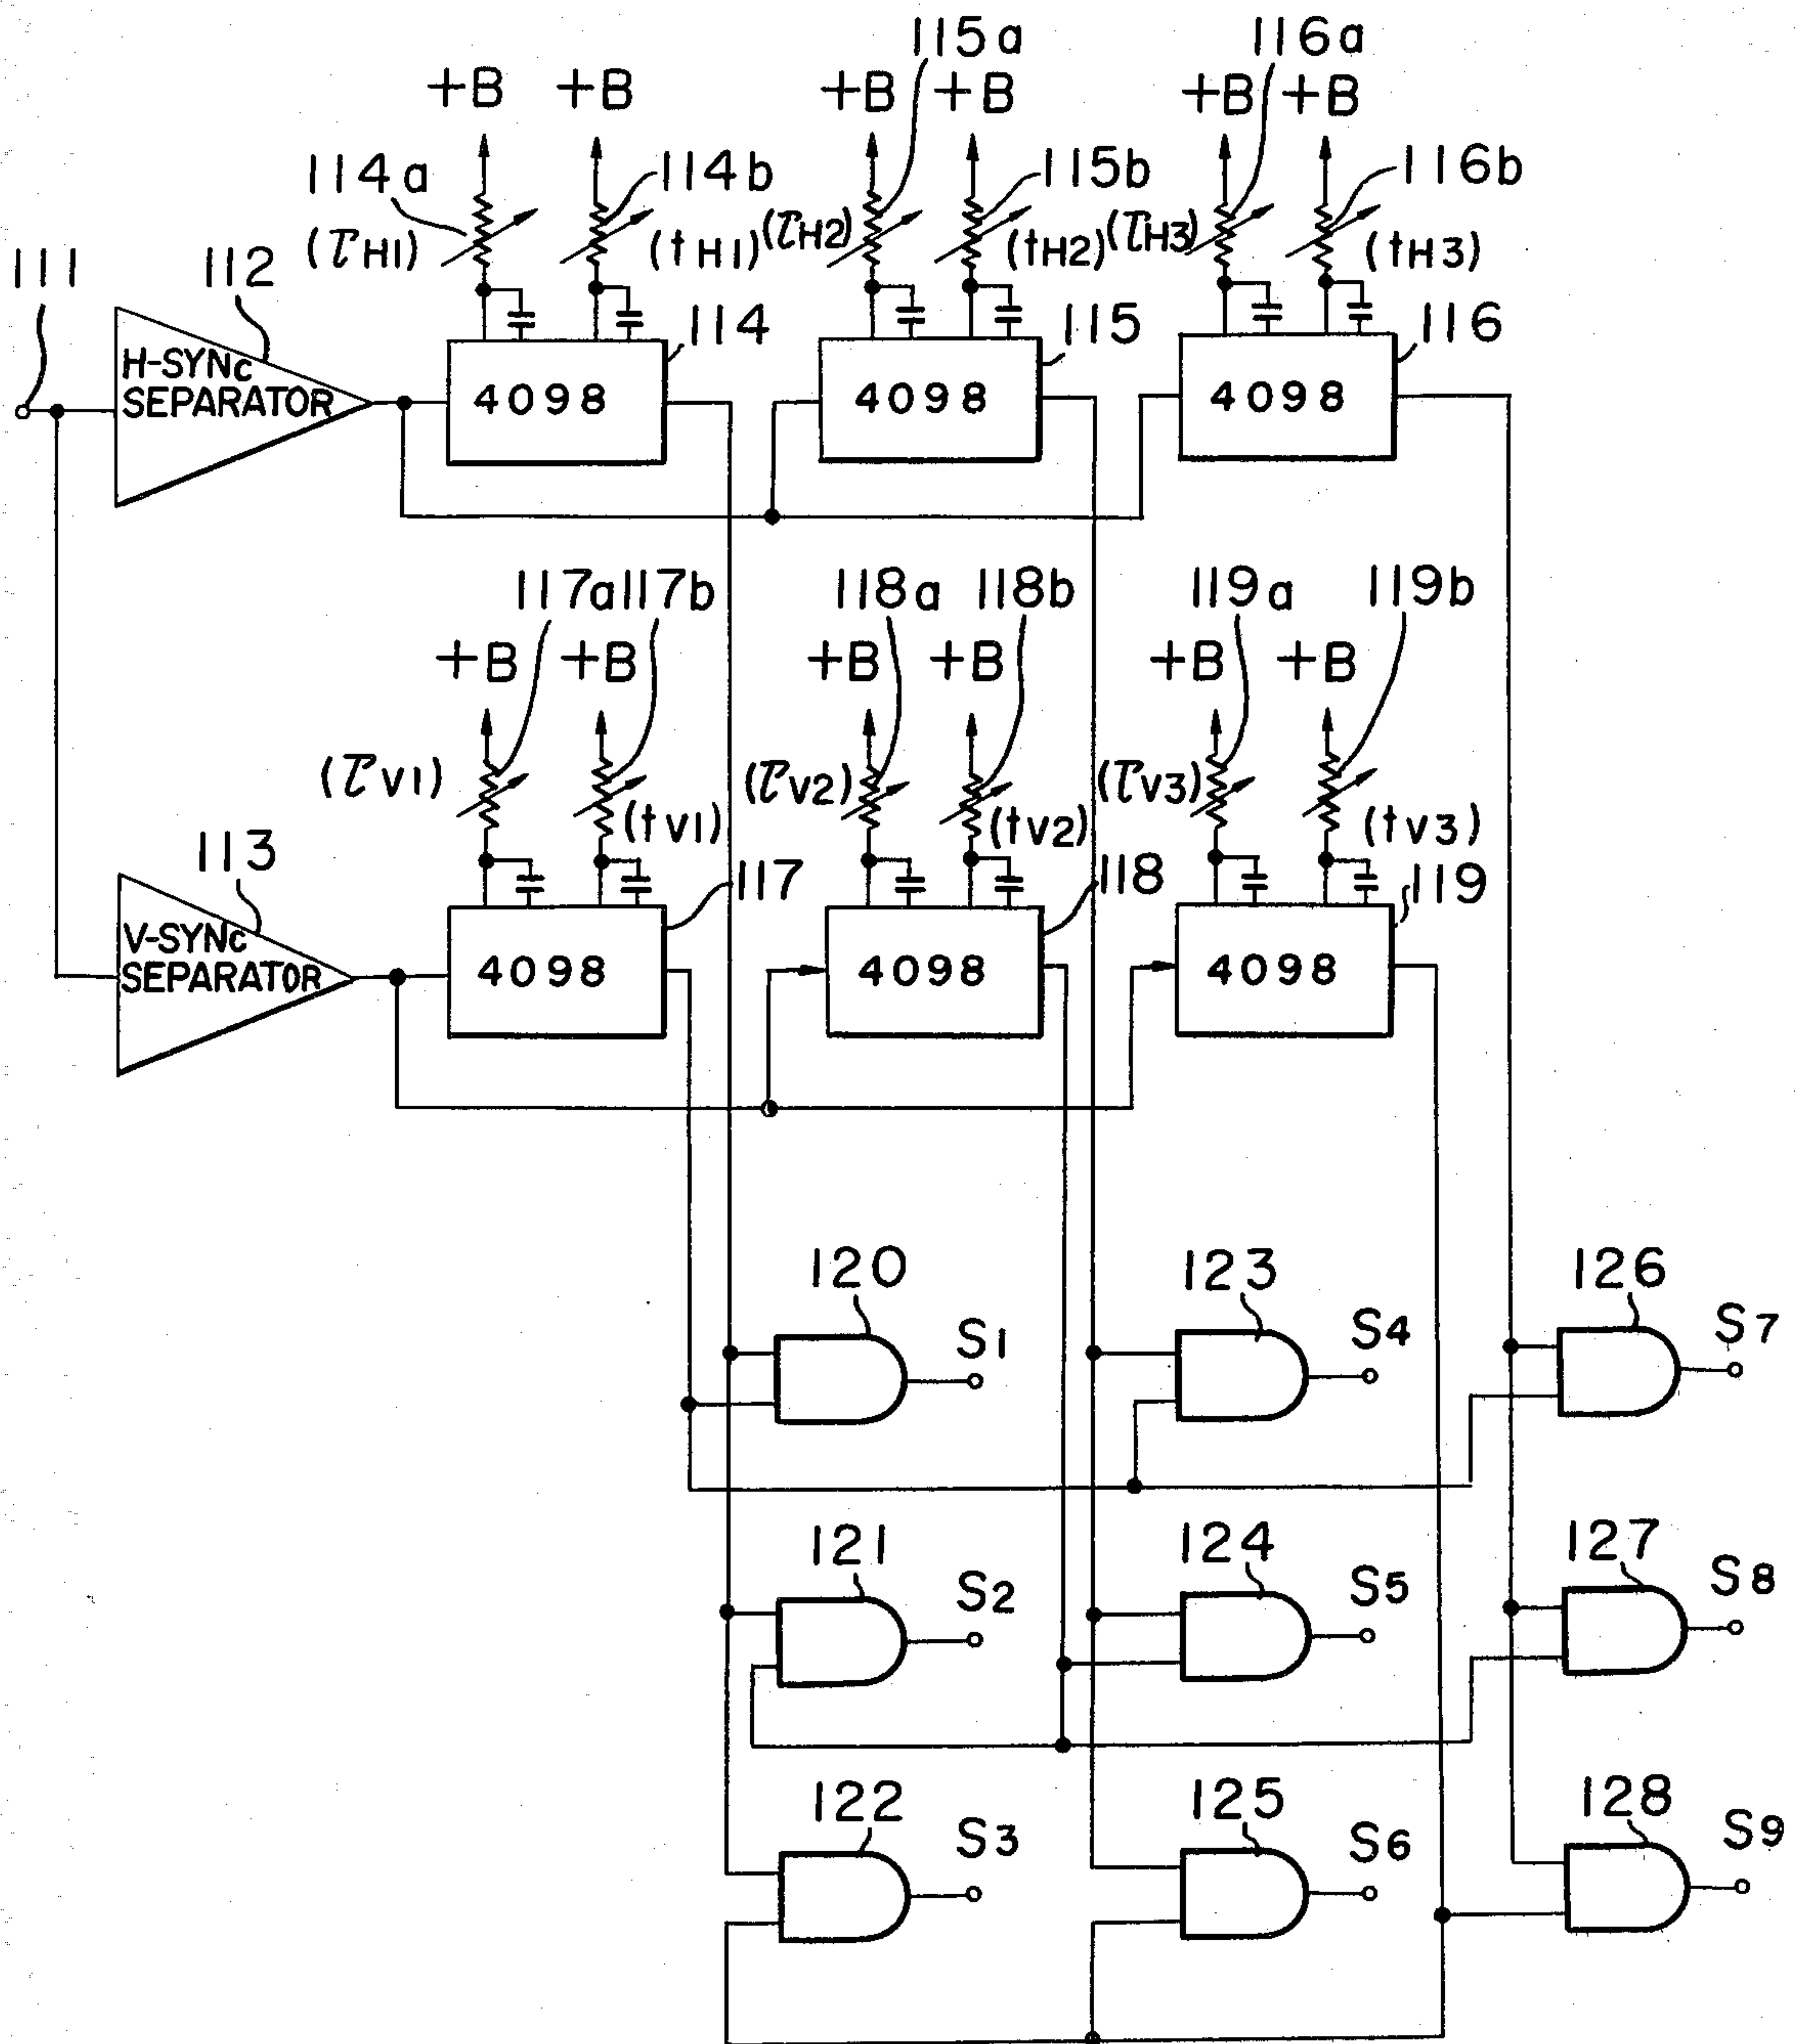 115a 116a
+B +B +B +B +B +B
114a 114b 115b 116b
(τH1) (tH1) (τH2) (tH2) (τH3) (tH3)
111 112 114 115 116
H-SYNc
SEPARATOR
4098 4098 4098
117a 117b 118a 118b 119a 119b
+B +B +B +B +B +B
(τV1) (tV1) (τV2) (tV2) (τV3) (tV3)
113 117 118 119
V-SYNc
SEPARATOR
4098 4098 4098
120 123 126
S1 S4 S7
121 124 127
S2 S5 S8
122 125 128
S3 S6 S9